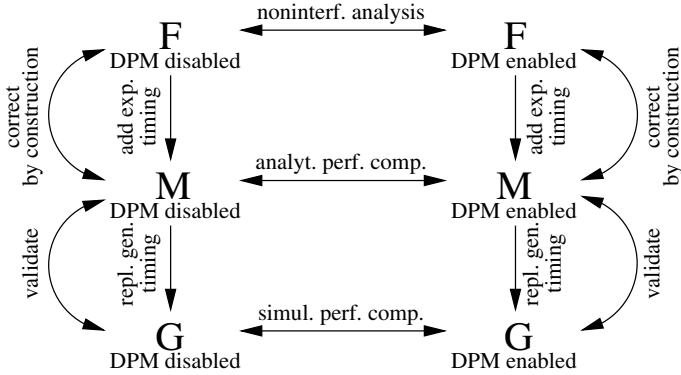 noninterf. analysis
F
DPM disabled
F
DPM enabled
correct
by construction
add exp.
timing
add exp.
timing
correct
by construction
analyt. perf. comp.
M
DPM disabled
M
DPM enabled
validate
repl. gen.
timing
repl. gen.
timing
validate
simul. perf. comp.
G
DPM disabled
G
DPM enabled